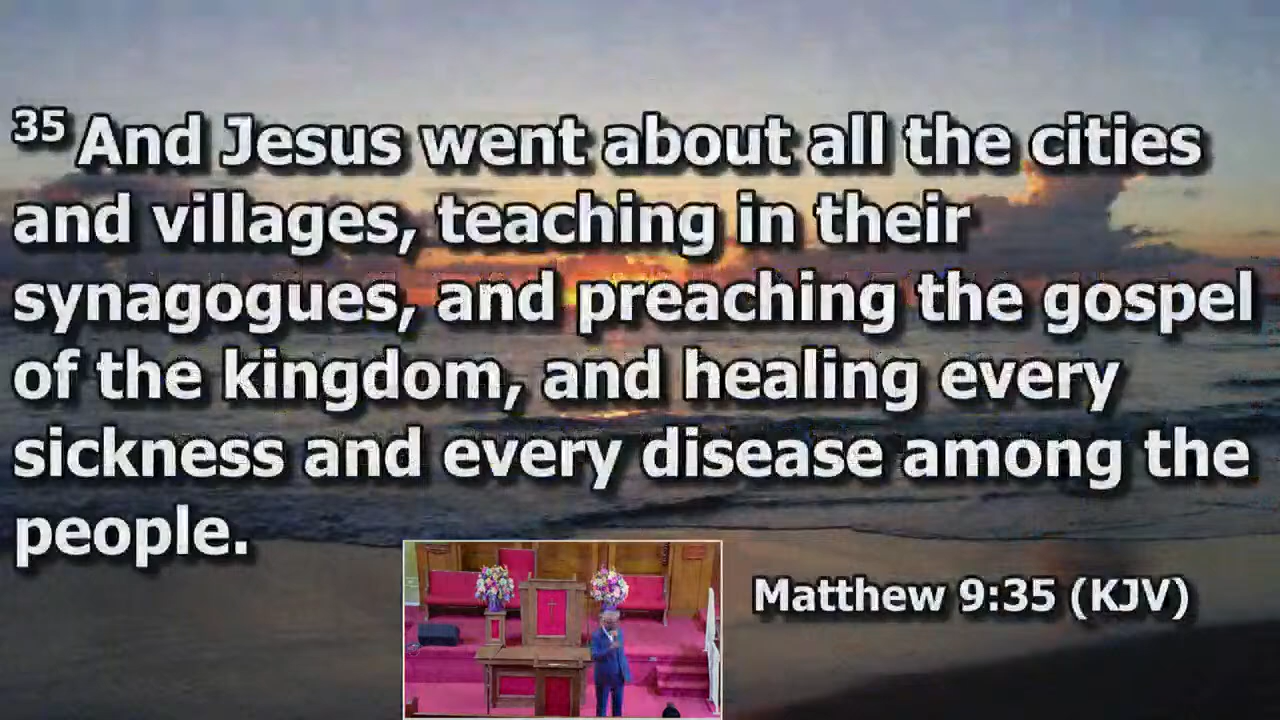 35 And Jesus went about all the cities
and villages, teaching in their
synagogues, and preaching the gospel
of the kingdom, and healing every
sickness and every disease among the
people.
Matthew 9:35 (KJV)